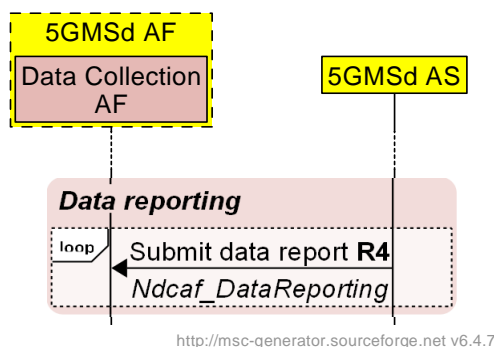 5GMSd AF
Data Collection
AF
5GMSd AS
Data reporting
loop
Submit data report R4
Ndcaf_DataReporting
http://msc-generator.sourceforge.net v6.4.7